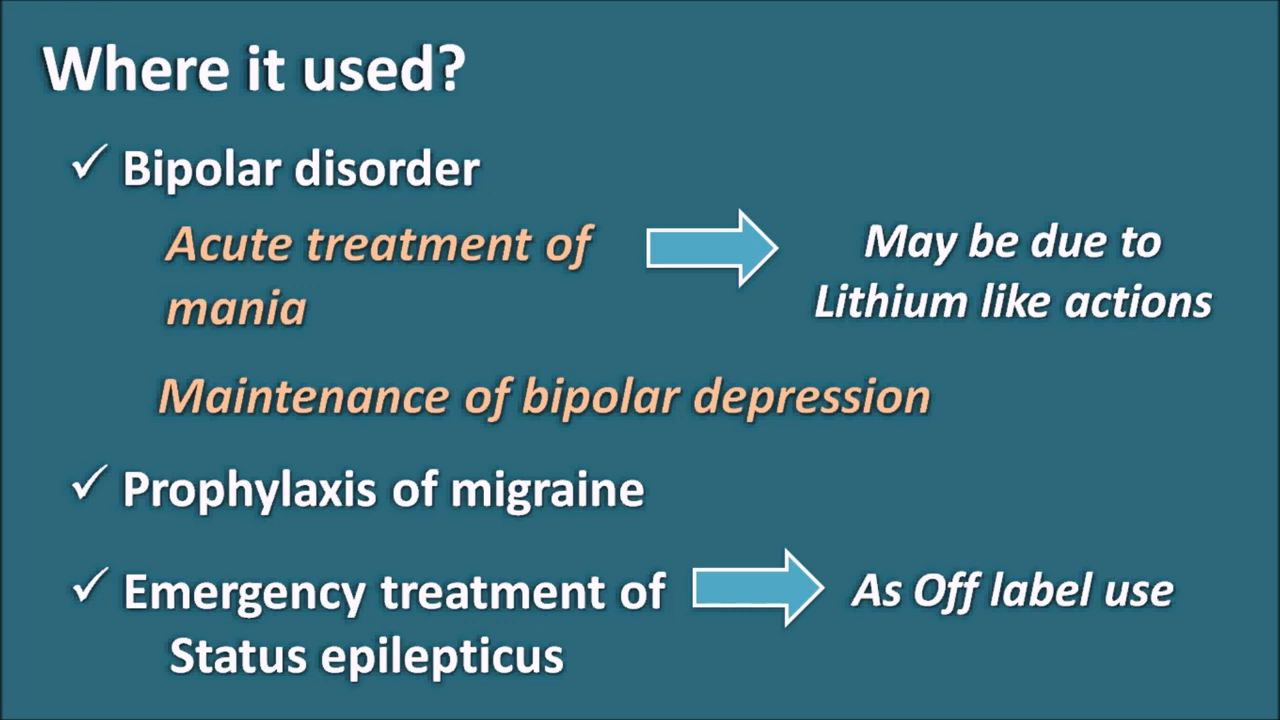 Where it used?
✓ Bipolar disorder
Acute treatment of
mania
May be due to
Lithium like actions
Maintenance of bipolar depression
✓ Prophylaxis of migraine
✓ Emergency treatment of
Status epilepticus
As Off label use